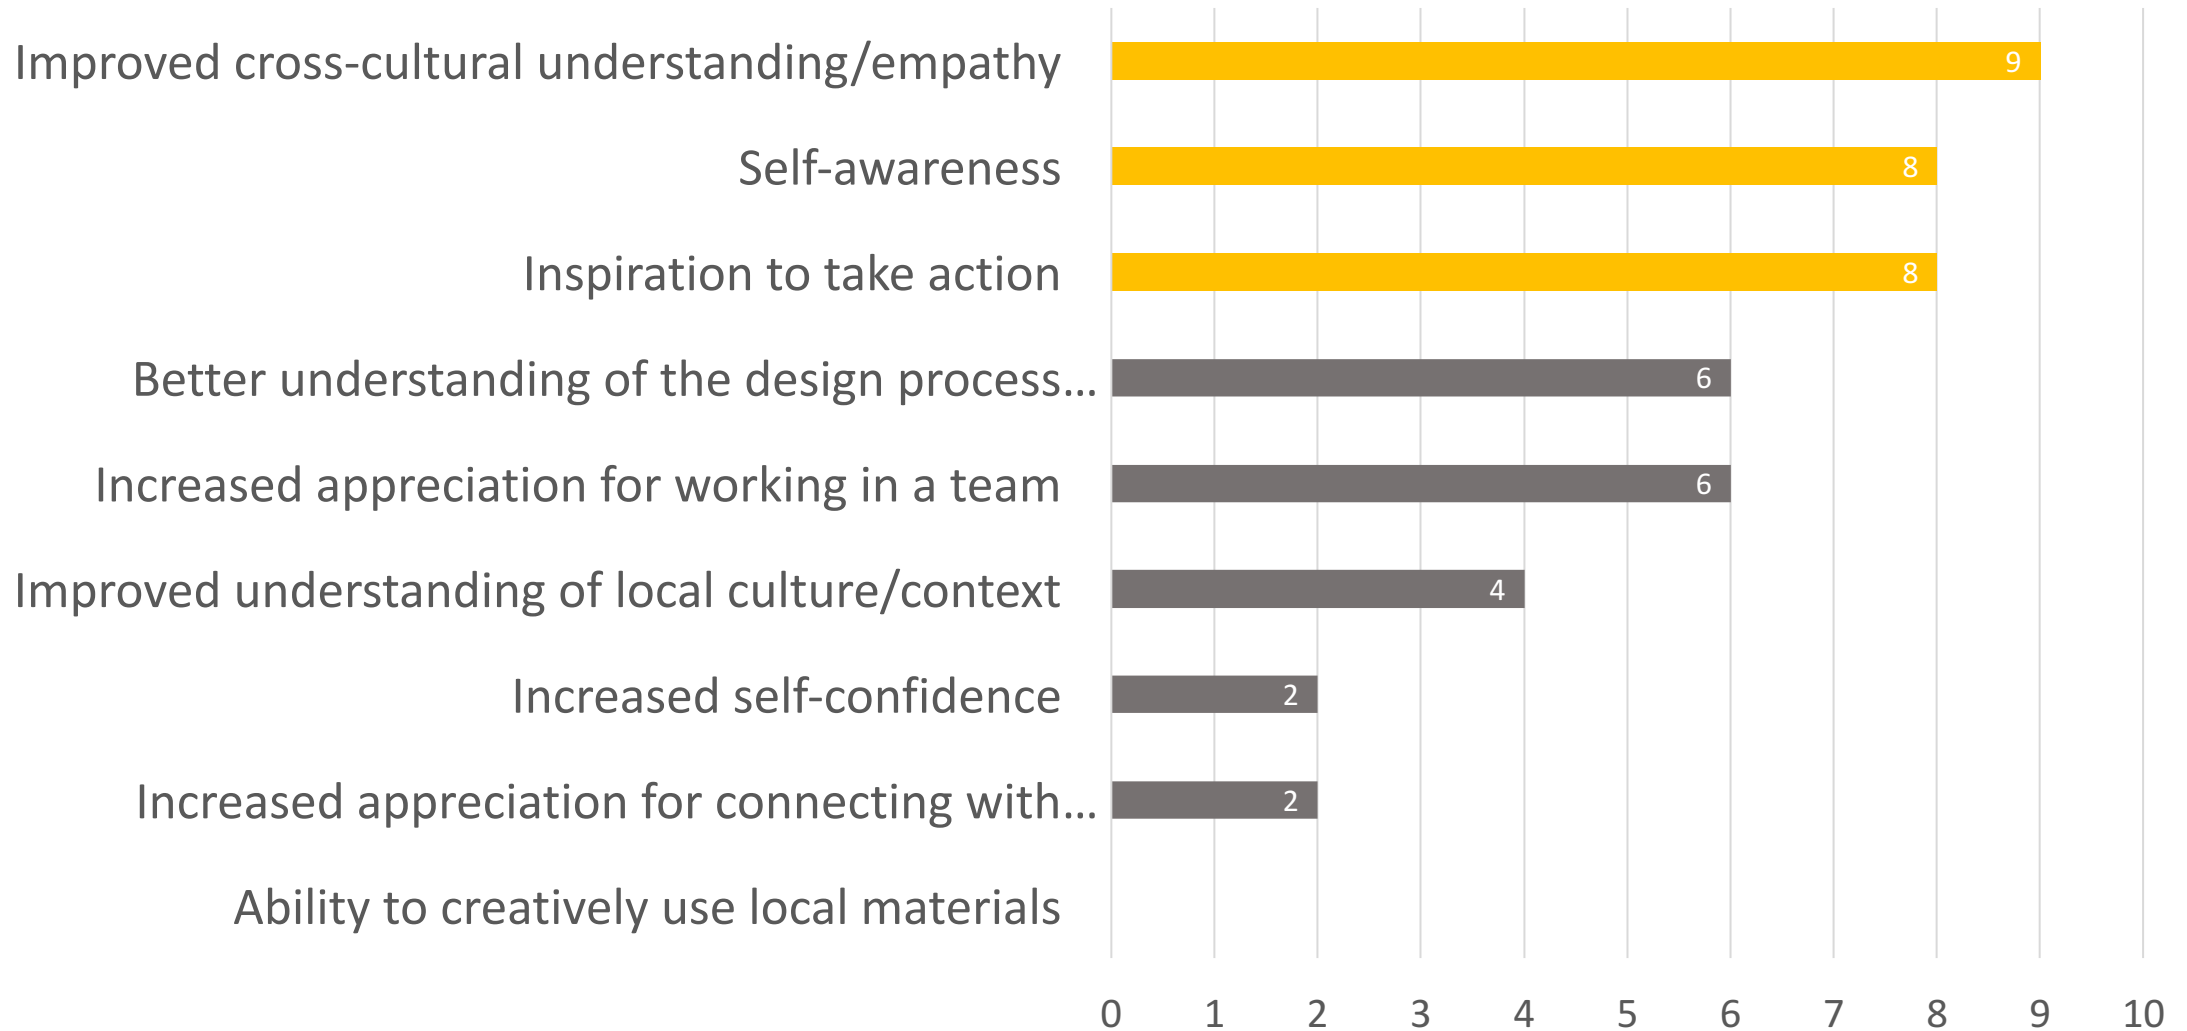 Improved cross-cultural understanding/empathy 9
Self-awareness 8
Inspiration to take action 8
Better understanding of the design process... 6
Increased appreciation for working in a team 6
Improved understanding of local culture/context 4
Increased self-confidence 2
Increased appreciation for connecting with... 2
Ability to creatively use local materials
0 1 2 3 4 5 6 7 8 9 10